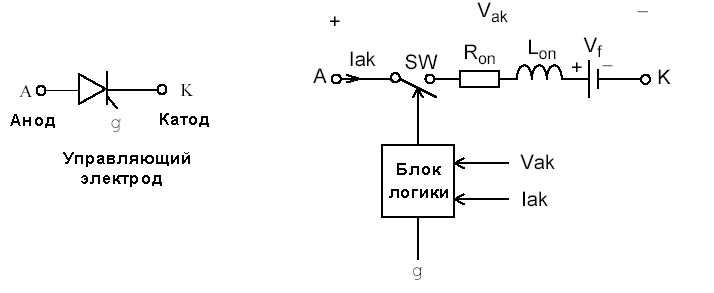 A
K
g
Анод
Катод
Управляющий
электрод
+
Vak
−
Iak
SW
Ron
Lon
+
Vf
−
A
K
Блок
логики
Vak
Iak
g